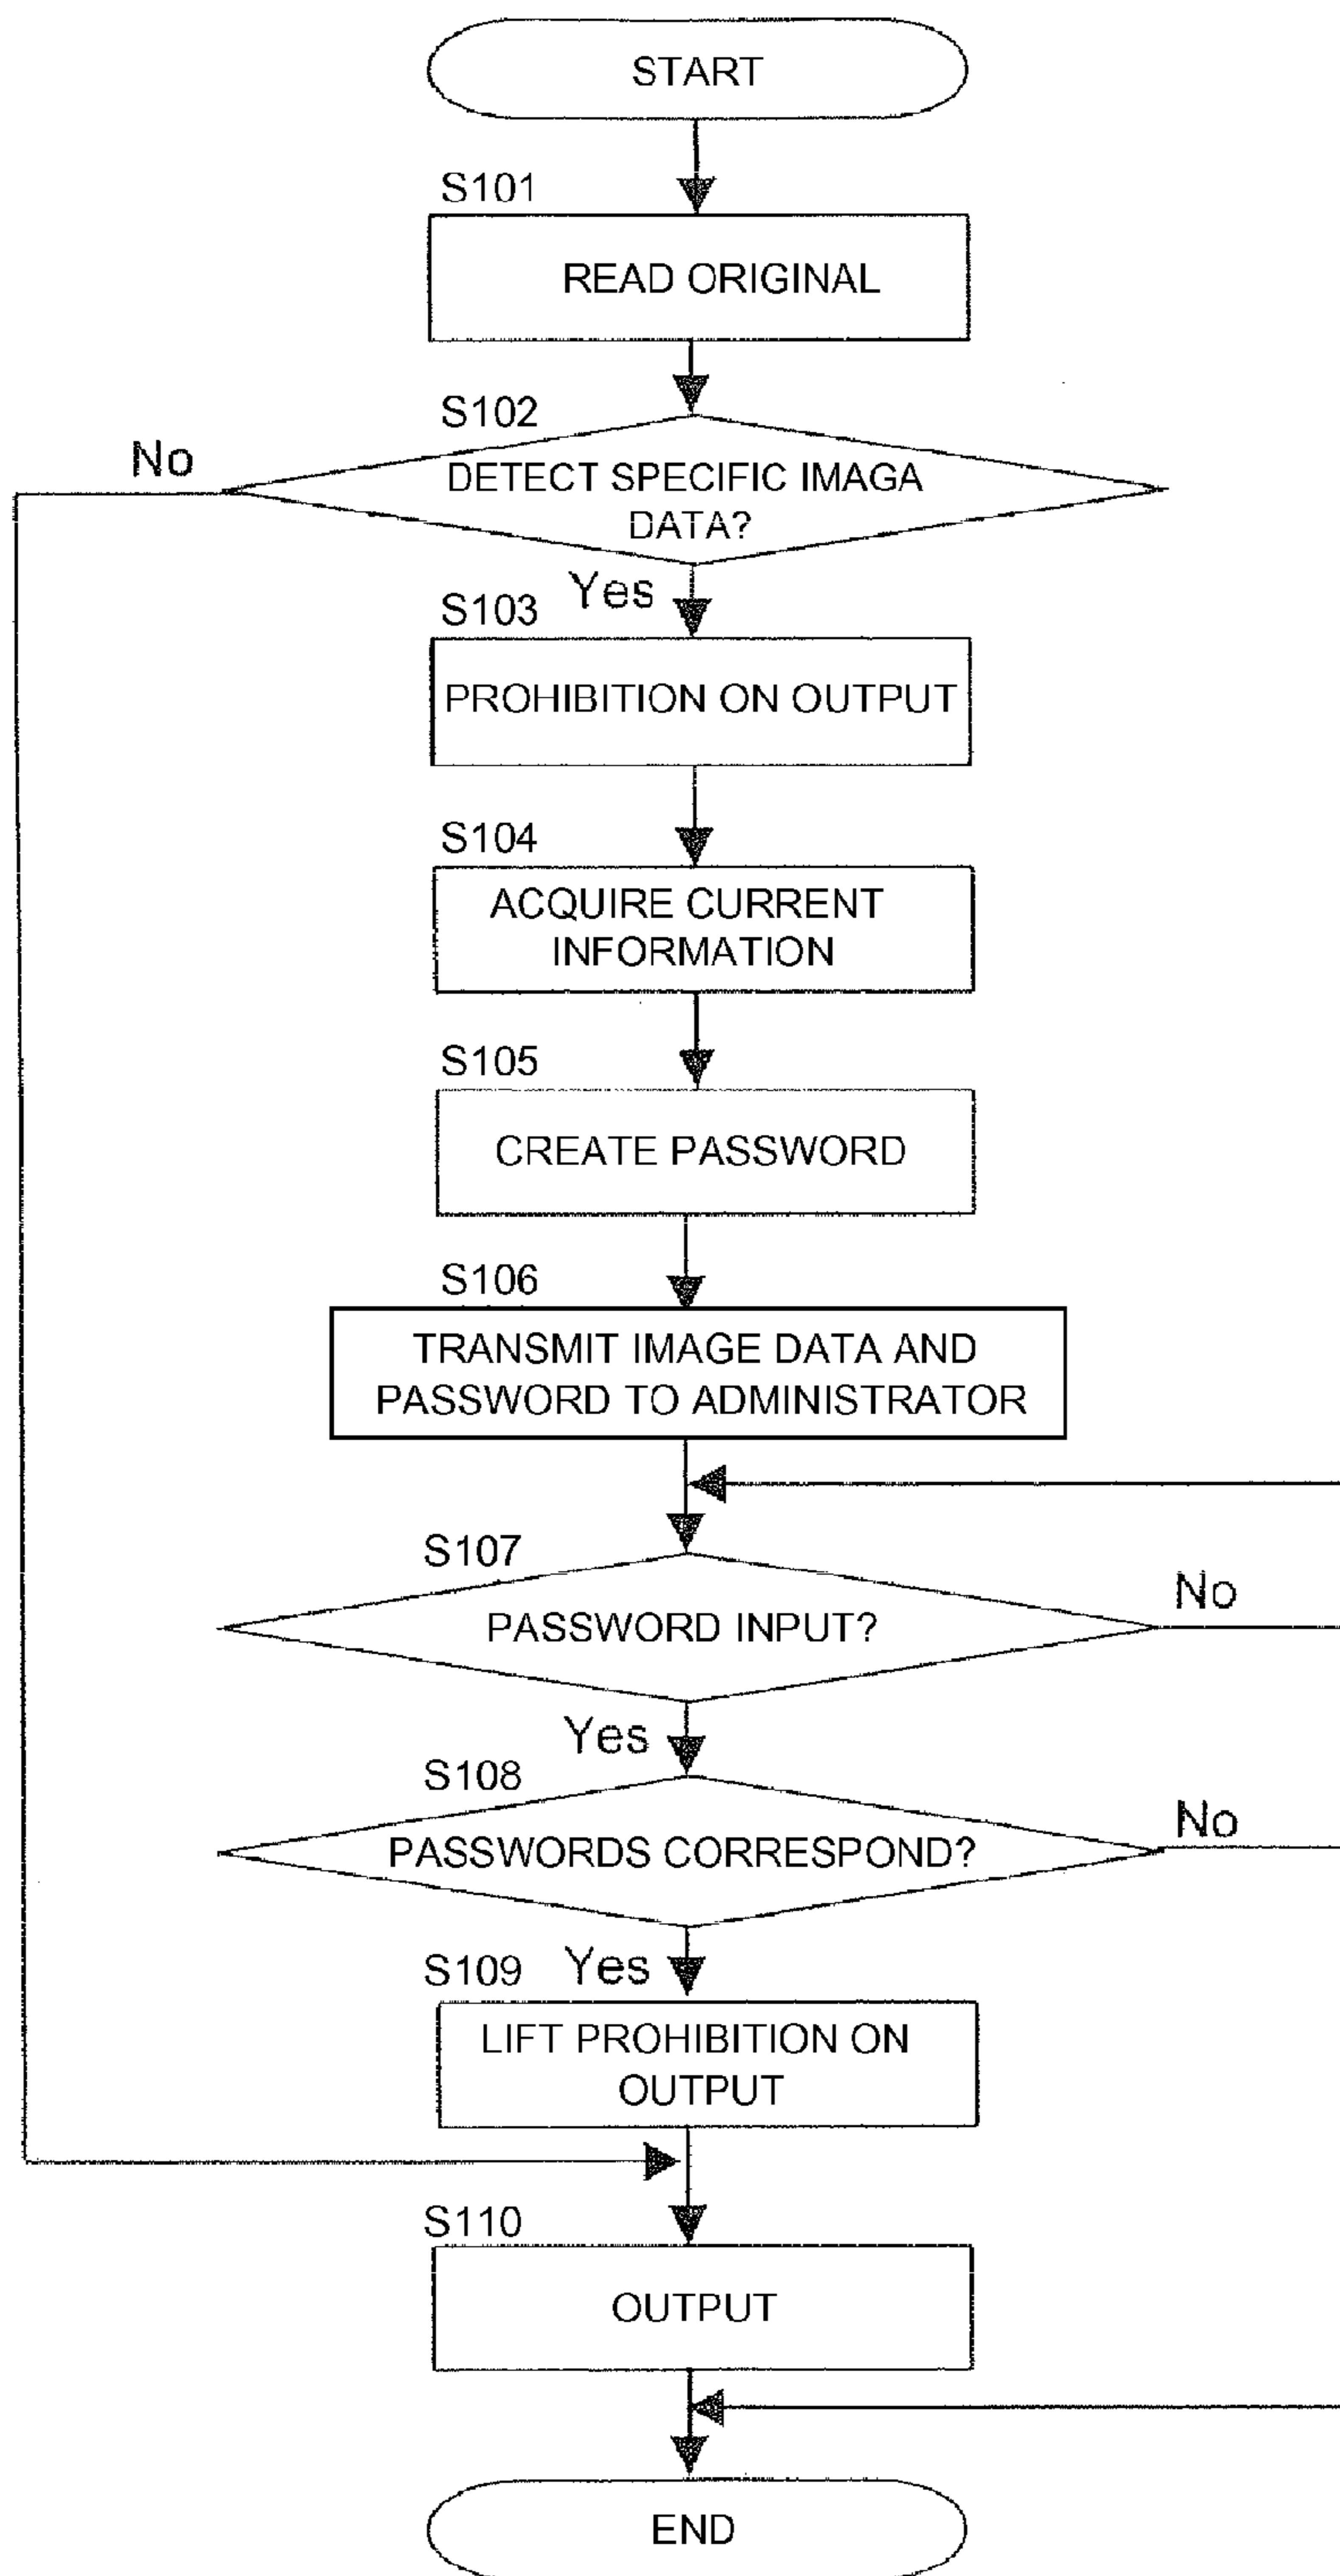 START
S101
READ ORIGINAL
S102
No
DETECT SPECIFIC IMAGA
DATA?
Yes
S103
PROHIBITION ON OUTPUT
S104
ACQUIRE CURRENT
INFORMATION
S105
CREATE PASSWORD
S106
TRANSMIT IMAGE DATA AND
PASSWORD TO ADMINISTRATOR
S107
No
PASSWORD INPUT?
Yes
S108
No
PASSWORDS CORRESPOND?
S109
Yes
LIFT PROHIBITION ON
OUTPUT
S110
OUTPUT
END